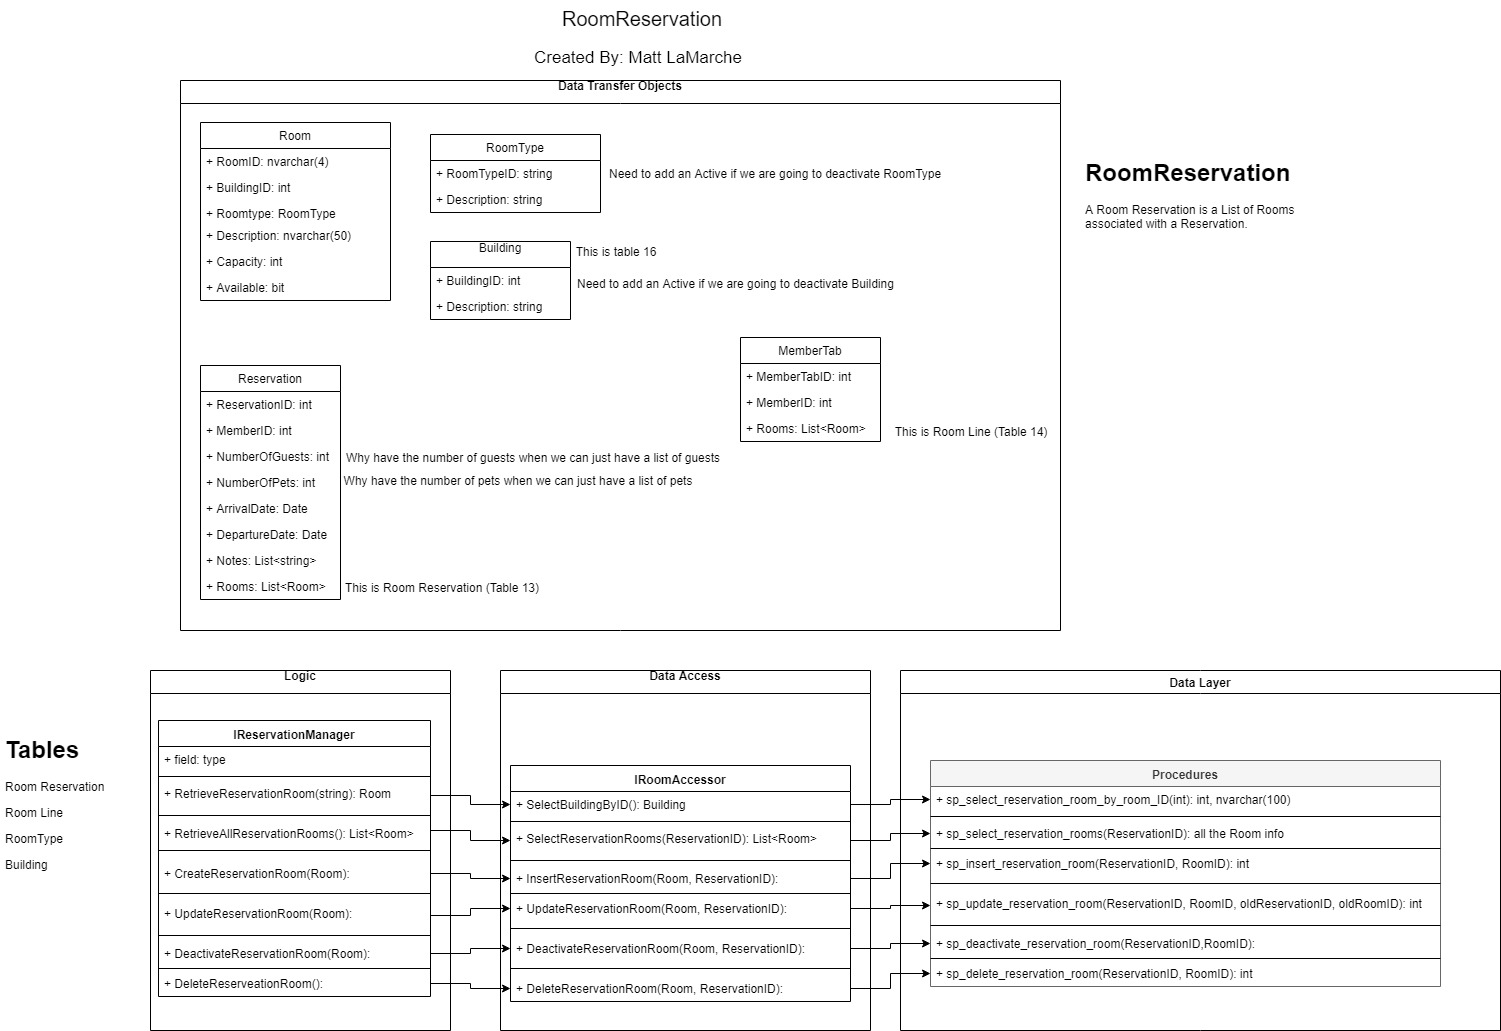 RoomReservation
Created By: Matt LaMarche
Data Transfer Objects
Room
+ RoomID: nvarchar(4)
+ BuildingID: int
+ Roomtype: RoomType
+ Description: nvarchar(50)
+ Capacity: int
+ Available: bit
RoomType
+ RoomTypeID: string
+ Description: string
Need to add an Active if we are going to deactivate RoomType
Building
+ BuildingID: int
+ Description: string
This is table 16
Need to add an Active if we are going to deactivate Building
RoomReservation
A Room Reservation is a List of Rooms
associated with a Reservation.
MemberTab
+ MemberTabID: int
+ MemberID: int
+ Rooms: List<Room>
This is Room Line (Table 14)
Reservation
+ ReservationID: int
+ MemberID: int
+ NumberOfGuests: int
Why have the number of guests when we can just have a list of guests
+ NumberOfPets: int
Why have the number of pets when we can just have a list of pets
+ ArrivalDate: Date
+ DepartureDate: Date
+ Notes: List<string>
+ Rooms: List<Room>
This is Room Reservation (Table 13)
Tables
Room Reservation
Room Line
RoomType
Building
Logic
IReservationManager
+ field: type
+ RetrieveReservationRoom(string): Room
+ RetrieveAllReservationRooms(): List<Room>
+ CreateReservationRoom(Room):
+ UpdateReservationRoom(Room):
+ DeactivateReservationRoom(Room):
+ DeleteReserveationRoom():
Data Access
IRoomAccessor
+ SelectBuildingByID(): Building
+ SelectReservationRooms(ReservationID): List<Room>
+ InsertReservationRoom(Room, ReservationID):
+ UpdateReservationRoom(Room, ReservationID):
+ DeactivateReservationRoom(Room, ReservationID):
+ DeleteReservationRoom(Room, ReservationID):
Data Layer
Procedures
+ sp_select_reservation_room_by_room_ID(int): int, nvarchar(100)
+ sp_select_reservation_rooms(ReservationID): all the Room info
+ sp_insert_reservation_room(ReservationID, RoomID): int
+ sp_update_reservation_room(ReservationID, RoomID, oldReservationID, oldRoomID): int
+ sp_deactivate_reservation_room(ReservationID,RoomID):
+ sp_delete_reservation_room(ReservationID, RoomID): int